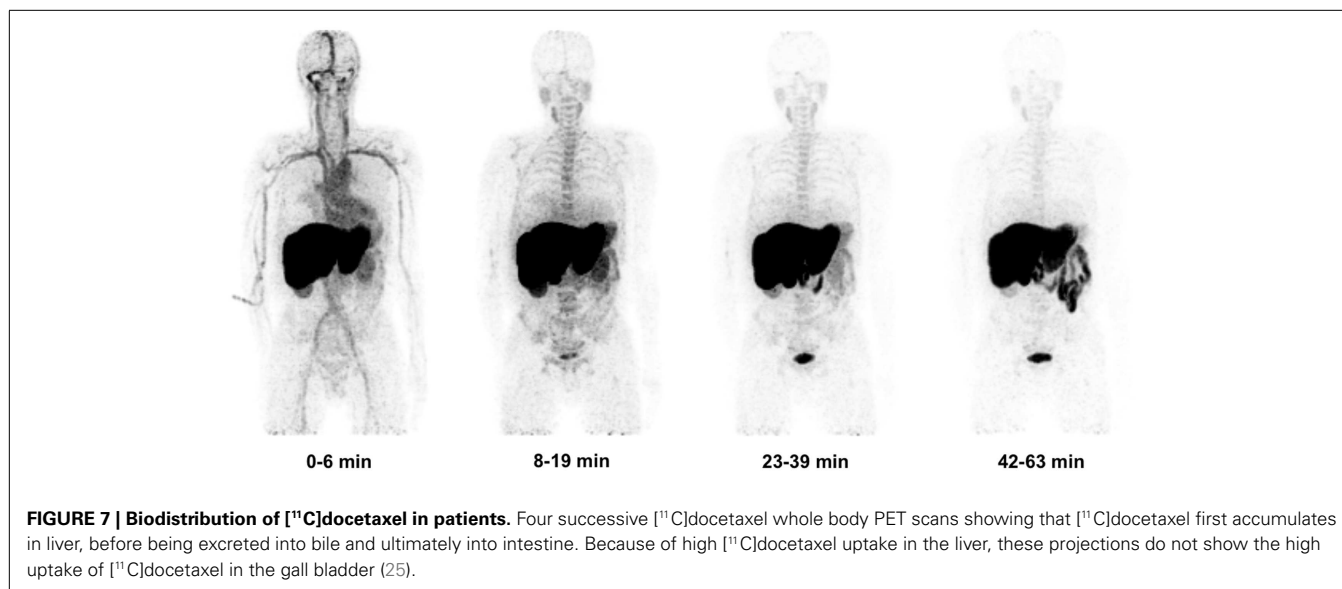 0-6 min 8-19 min 23-39 min 42-63 min
FIGURE 7 | Biodistribution of [¹¹C]docetaxel in patients. Four successive [¹¹C]docetaxel whole body PET scans showing that [¹¹C]docetaxel first accumulates
in liver, before being excreted into bile and ultimately into intestine. Because of high [¹¹C]docetaxel uptake in the liver, these projections do not show the high
uptake of [¹¹C]docetaxel in the gall bladder (25).